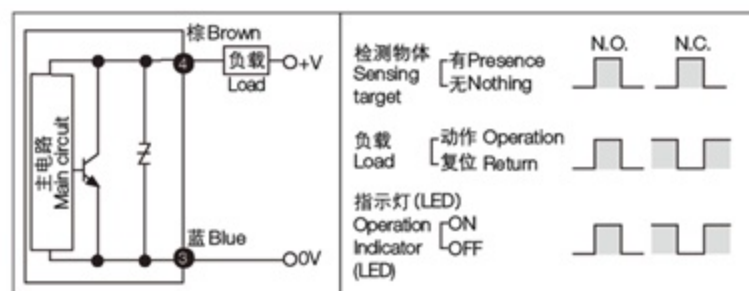 棕Brown
4
负载
Load
+V
主电路
Main circuit
蓝Blue
3
0V
N.O.
N.C.
检测物体
Sensing
target
有Presence
无Nothing
负载
Load
动作 Operation
复位 Return
指示灯(LED)
Operation
Indicator
(LED)
ON
OFF